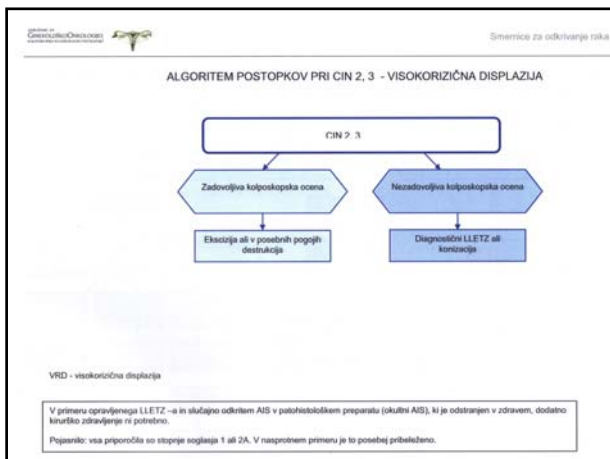 GINEKOLOŠKO ONKOLOGIJO
Smernice za odkrivanje raka
ALGORITEM POSTOPKOV PRI CIN 2, 3 - VISOKORIZIČNA DISPLAZIJA
CIN 2, 3
Zadovoljiva kolposkopska ocena
Nezadovoljiva kolposkopska ocena
Ekscizija ali v posebnih pogojih
destrukcija
Diagnostični LLETZ ali
konizacija
VRD - visokorizična displazija
V primeru opravljenega LLETZ –a in slučajno odkritem AIS v patohistološkem preparatu (okultni AIS), ki je odstranjen v zdravem, dodatno
kirurško zdravljenje ni potrebno.
Pojasnilo: vsa priporočila so stopnje soglasja 1 ali 2A. V nasprotnem primeru je to posebej pribeleženo.